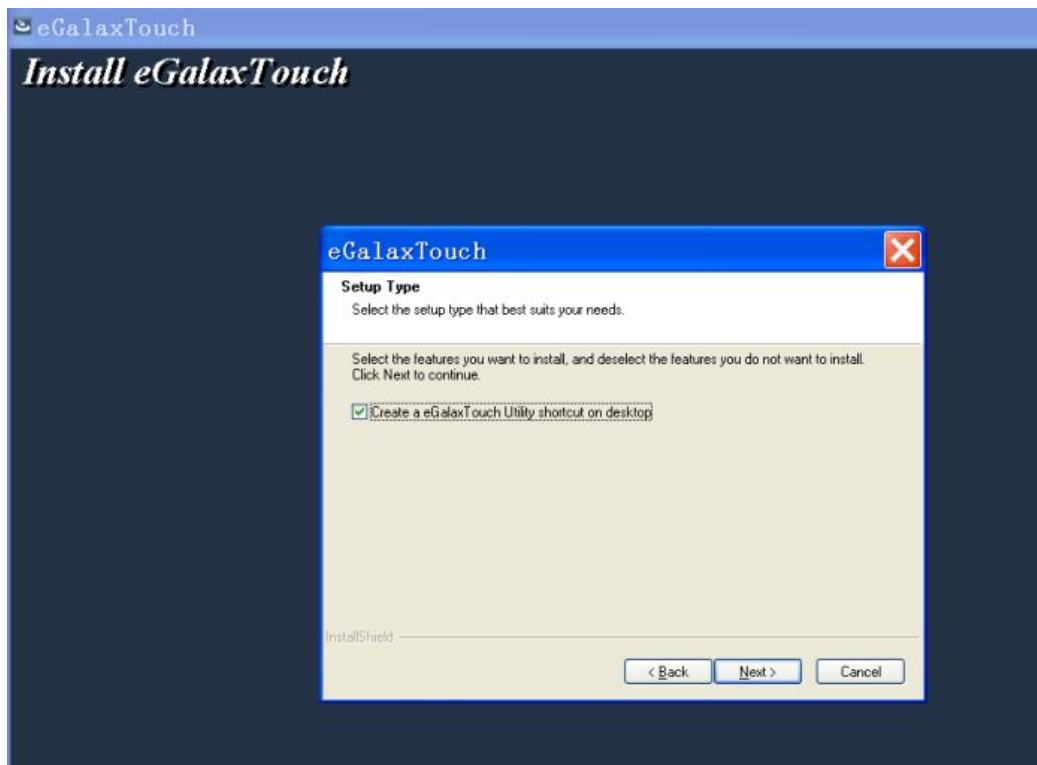 eGalaxTouch
Install eGalaxTouch
eGalaxTouch
Setup Type
Select the setup type that best suits your needs.
Select the features you want to install, and deselect the features you do not want to install.
Click Next to continue.
Create a eGalaxTouch Utility shortcut on desktop
InstallShield
< Back Next > Cancel